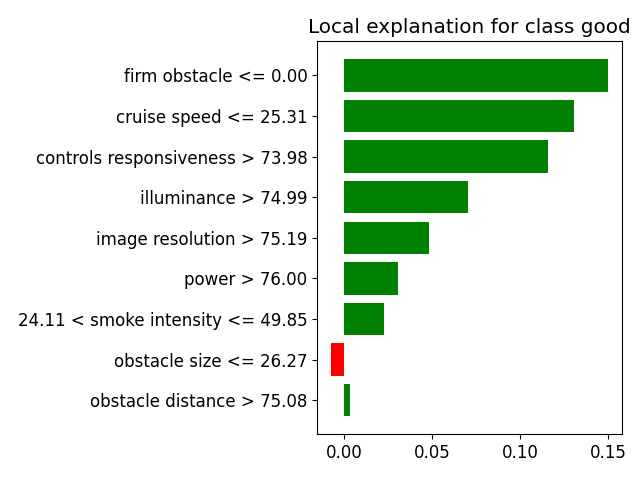 Local explanation for class good
firm obstacle <= 0.00
cruise speed <= 25.31
controls responsiveness > 73.98
illuminance > 74.99
image resolution > 75.19
power > 76.00
24.11 < smoke intensity <= 49.85
obstacle size <= 26.27
obstacle distance > 75.08
0.00 0.05 0.10 0.15